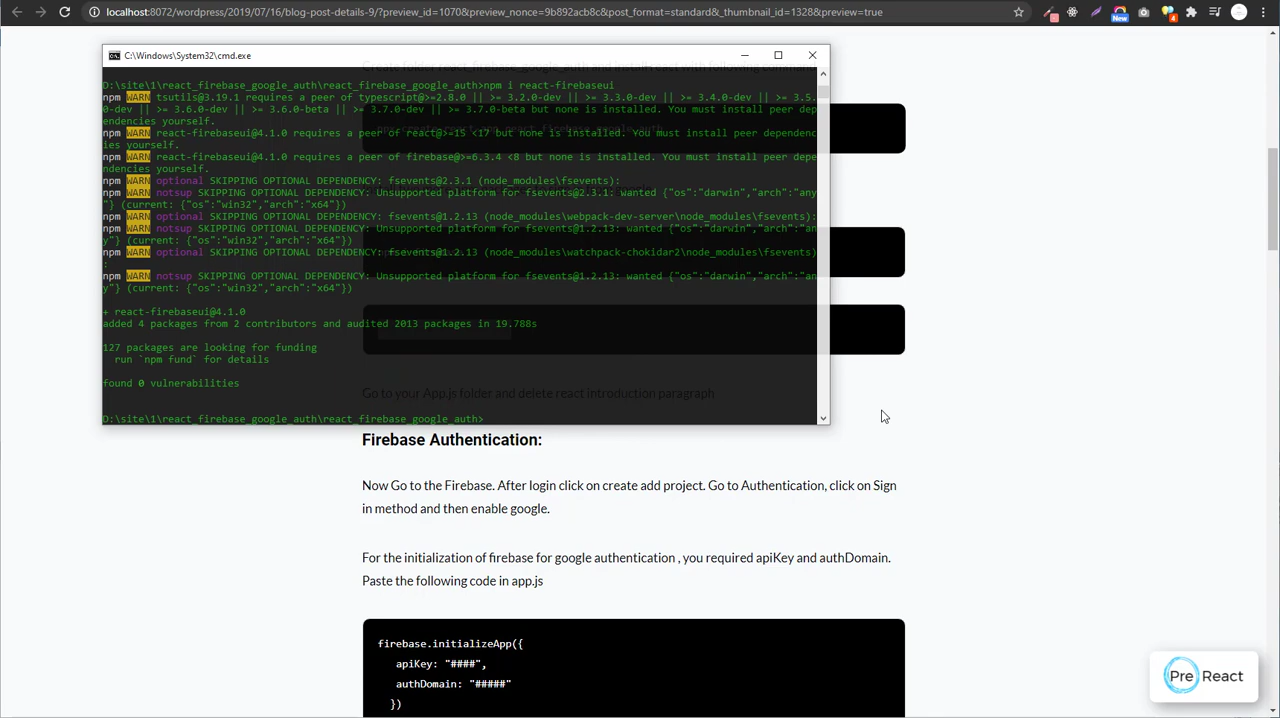 localhost:8072/wordpress/2019/07/16/blog-post-details-9/?preview_id=1070&preview_nonce=9b892acb8c&post_format=standard&_thumbnail_id=1328&preview=true
New
C:\Windows\System32\cmd.exe
Create folder react_firebase_google_auth and install react with following command
D:\site\1\react_firebase_google_auth\react_firebase_google_auth>npm i react-firebaseui
npm WARN tsutils@3.19.1 requires a peer of typescript@>=2.8.0 || >= 3.2.0-dev || >= 3.3.0-dev || >= 3.4.0-dev || >= 3.5.
0-dev || >= 3.6.0-dev || >= 3.6.0-beta || >= 3.7.0-dev || >= 3.7.0-beta but none is installed. You must install peer dep
endencies yourself.
npm WARN react-firebaseui@4.1.0 requires a peer of react@>=15 <17 but none is installed. You must install peer dependenc
ies yourself.
npm WARN react-firebaseui@4.1.0 requires a peer of firebase@>=6.3.4 <8 but none is installed. You must install peer depe
ndencies yourself.
npm WARN optional SKIPPING OPTIONAL DEPENDENCY: fsevents@2.3.1 (node_modules\fsevents):
npm WARN notsup SKIPPING OPTIONAL DEPENDENCY: Unsupported platform for fsevents@2.3.1: wanted {"os":"darwin","arch":"any
"} (current: {"os":"win32","arch":"x64"})
npm WARN optional SKIPPING OPTIONAL DEPENDENCY: fsevents@1.2.13 (node_modules\webpack-dev-server\node_modules\fsevents):
npm WARN notsup SKIPPING OPTIONAL DEPENDENCY: Unsupported platform for fsevents@1.2.13: wanted {"os":"darwin","arch":"an
y"} (current: {"os":"win32","arch":"x64"})
npm WARN optional SKIPPING OPTIONAL DEPENDENCY: fsevents@1.2.13 (node_modules\watchpack-chokidar2\node_modules\fsevents)
:
npm WARN notsup SKIPPING OPTIONAL DEPENDENCY: Unsupported platform for fsevents@1.2.13: wanted {"os":"darwin","arch":"an
y"} (current: {"os":"win32","arch":"x64"})
+ react-firebaseui@4.1.0
added 4 packages from 2 contributors and audited 2013 packages in 19.788s
127 packages are looking for funding
run `npm fund` for details
found 0 vulnerabilities
Go to your App.js folder and delete react introduction paragraph
D:\site\1\react_firebase_google_auth\react_firebase_google_auth>
Firebase Authentication:
Now Go to the Firebase. After login click on create add project. Go to Authentication, click on Sign
in method and then enable google.
For the initialization of firebase for google authentication , you required apiKey and authDomain.
Paste the following code in app.js
firebase.initializeApp({
apiKey: "####",
authDomain: "#####"
})
Pre React